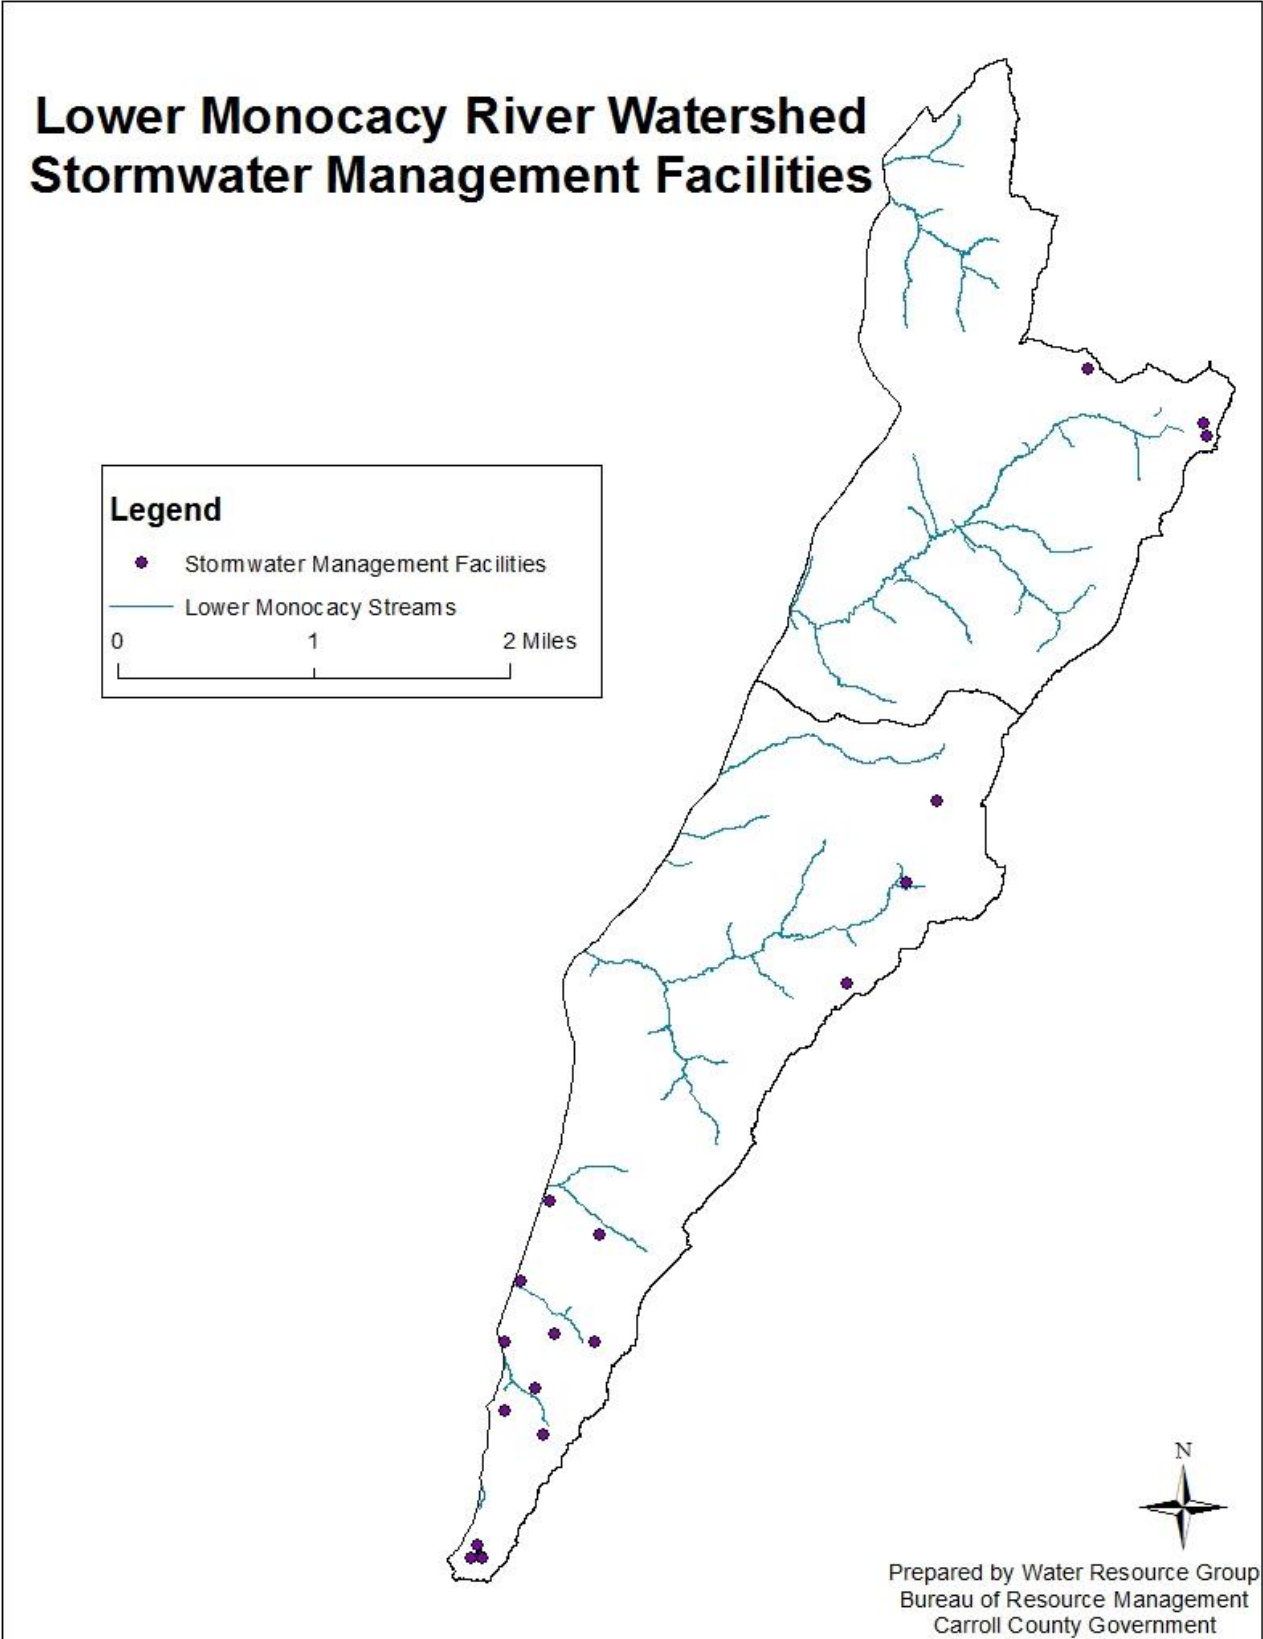 Lower Monocacy River Watershed
Stormwater Management Facilities
Legend
Stormwater Management Facilities
Lower Monocacy Streams
0 1 2 Miles
N
Prepared by Water Resource Group
Bureau of Resource Management
Carroll County Government